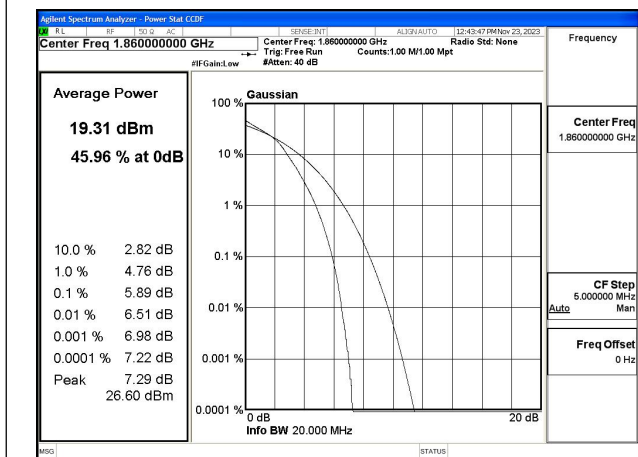 Agilent Spectrum Analyzer - Power Stat CCDF
LXI RL RF 50 Ω AC SENSE:INT ALIGNAUTO 12:43:47 PM Nov 23, 2023
Center Freq 1.860000000 GHz
Center Freq: 1.860000000 GHz Radio Std: None
Trig: Free Run Counts:1.00 M/1.00 Mpt
#IFGain:Low #Atten: 40 dB
Frequency
Average Power
19.31 dBm
45.96 % at 0dB
10.0 % 2.82 dB
1.0 % 4.76 dB
0.1 % 5.89 dB
0.01 % 6.51 dB
0.001 % 6.98 dB
0.0001 % 7.22 dB
Peak 7.29 dB
26.60 dBm
Gaussian
100 %
10 %
1 %
0.1 %
0.01 %
0.001 %
0.0001 %
0 dB 20 dB
Info BW 20.000 MHz
Center Freq
1.860000000 GHz
CF Step
5.000000 MHz
Auto Man
Freq Offset
0 Hz
MSG STATUS